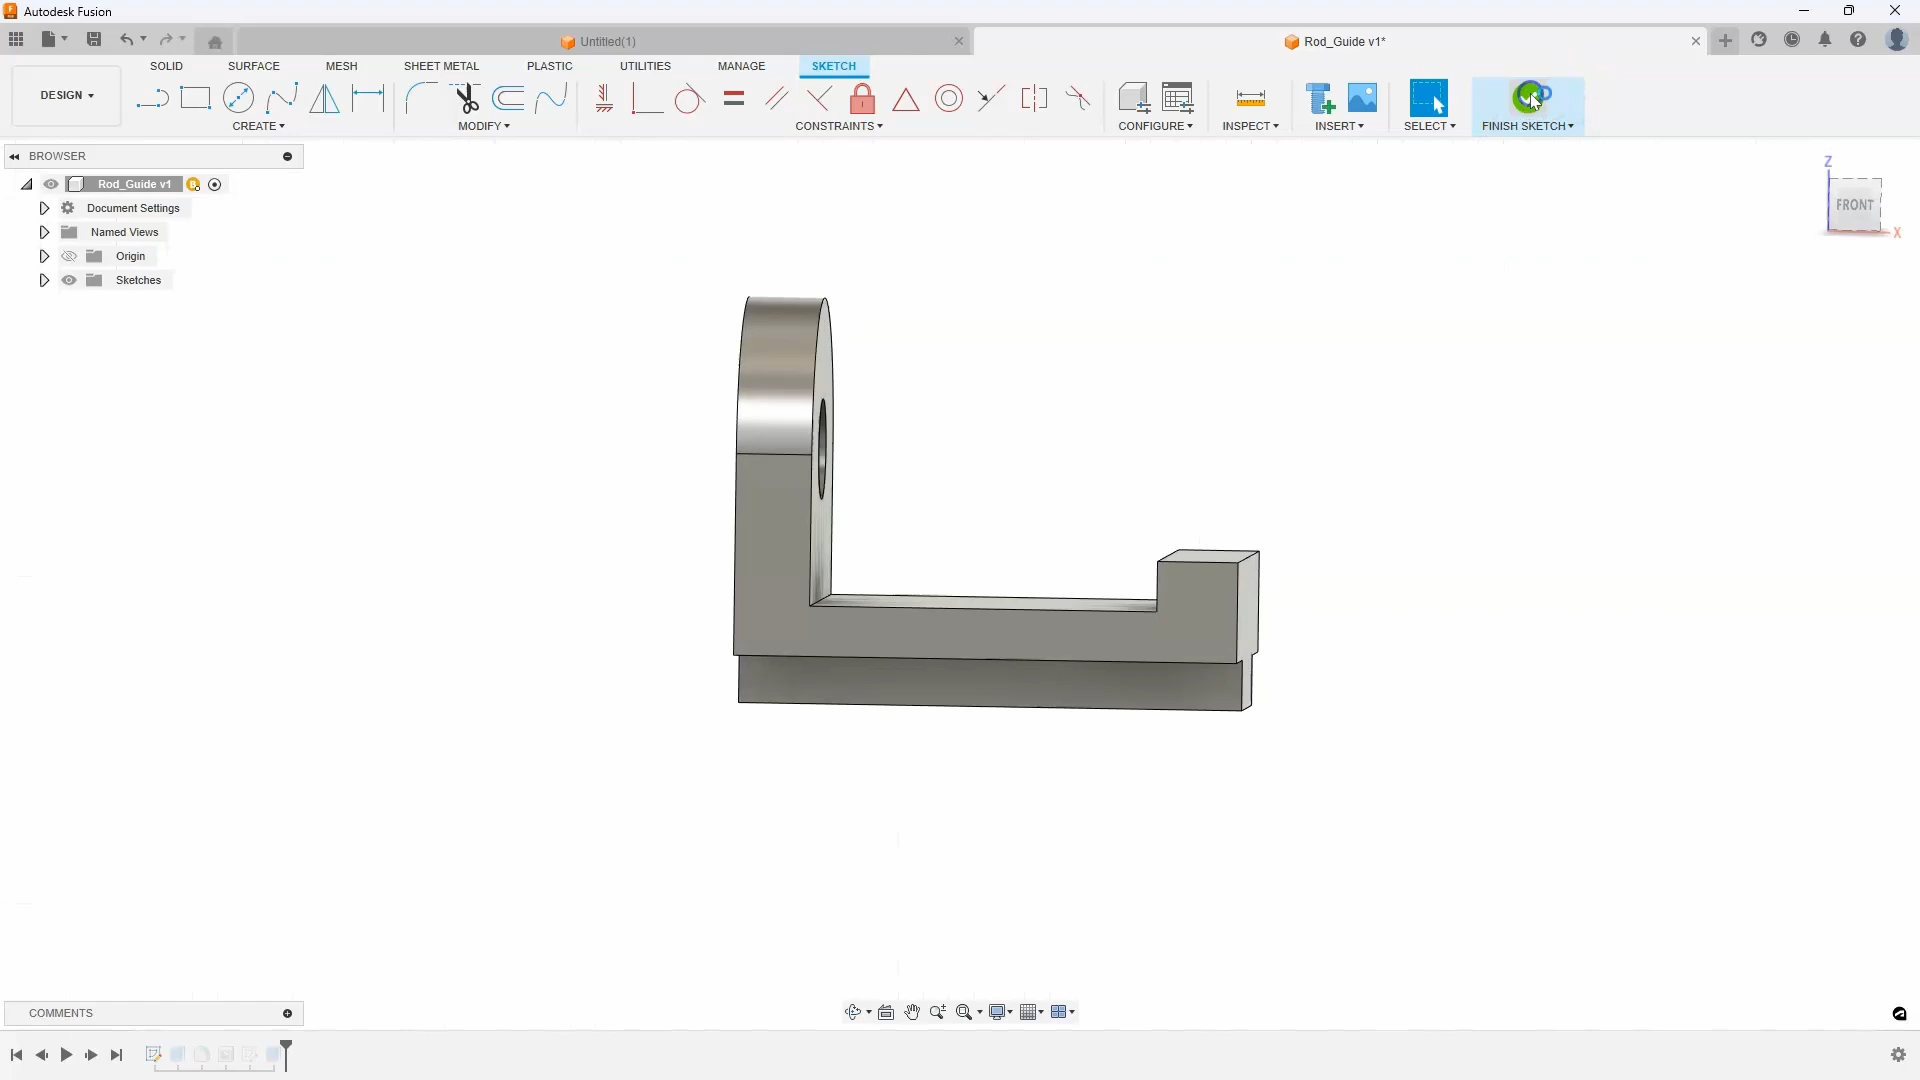 Autodesk Fusion
Untitled(1)
Rod_Guide v1*
DESIGN
SOLID
SURFACE
MESH
SHEET METAL
PLASTIC
UTILITIES
MANAGE
SKETCH
CREATE
MODIFY
CONSTRAINTS
CONFIGURE
INSPECT
INSERT
SELECT
FINISH SKETCH
BROWSER
Rod_Guide v1
Document Settings
Named Views
Origin
Sketches
Z
FRONT
X
COMMENTS